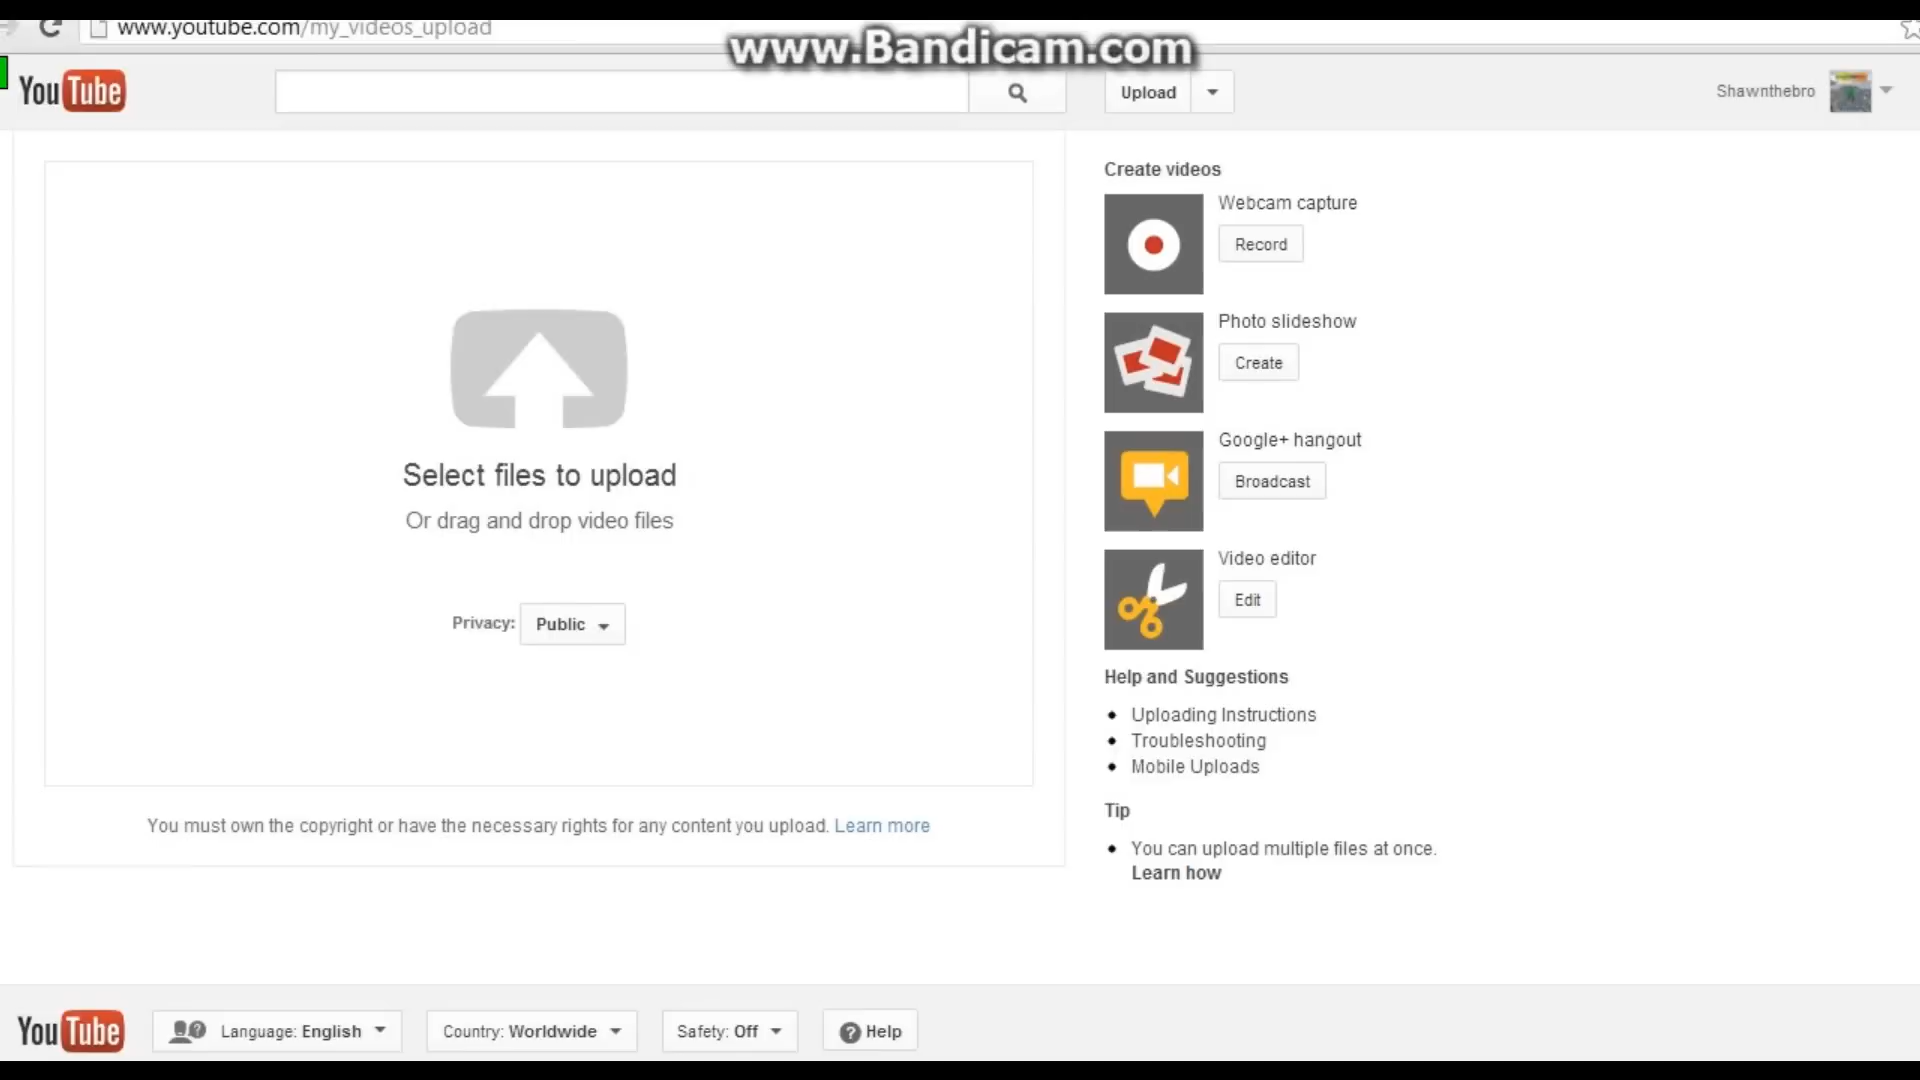 www.youtube.com/my_videos_upload
www.Bandicam.com
YouTube
Upload
Shawnthebro
Create videos
Webcam capture
Record
Photo slideshow
Create
Google+ hangout
Broadcast
Video editor
Edit
Select files to upload
Or drag and drop video files
Privacy: Public
Help and Suggestions
Uploading Instructions
Troubleshooting
Mobile Uploads
Tip
You can upload multiple files at once.
Learn how
You must own the copyright or have the necessary rights for any content you upload. Learn more
YouTube
Language: English
Country: Worldwide
Safety: Off
Help